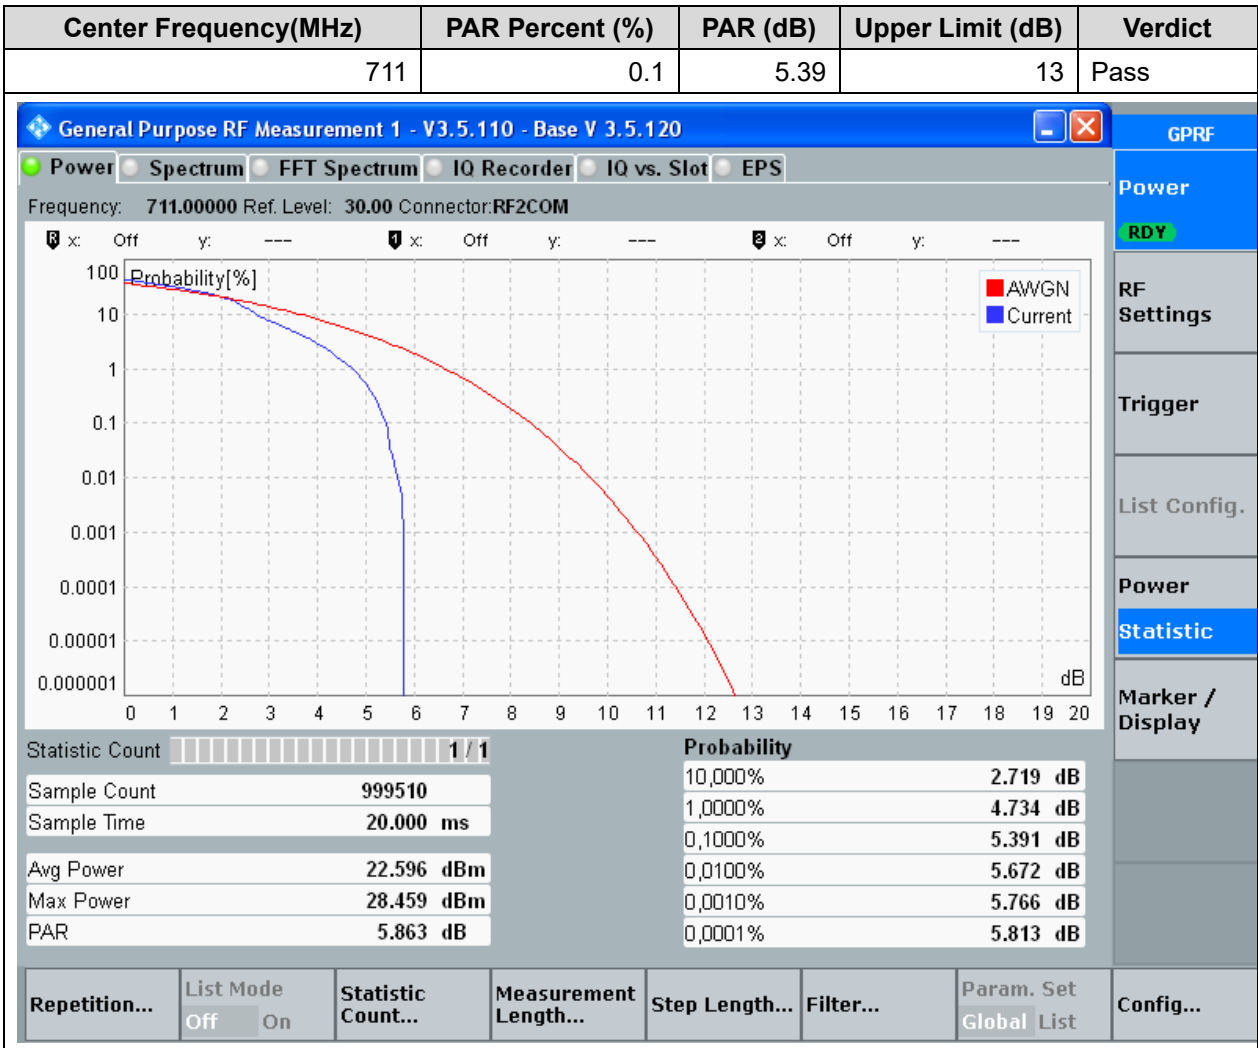 Center Frequency(MHz) PAR Percent (%) PAR (dB) Upper Limit (dB) Verdict
711 0.1 5.39 13 Pass
General Purpose RF Measurement 1 - V3.5.110 - Base V 3.5.120
GPRF
Power Spectrum FFT Spectrum IQ Recorder IQ vs. Slot EPS
Frequency: 711.00000 Ref. Level: 30.00 Connector:RF2COM
R x: Off y: --- 1 x: Off y: --- 2 x: Off y: ---
100 Probability[%]
10
1
0.1
0.01
0.001
0.0001
0.00001
0.000001
AWGN
Current
dB
0 1 2 3 4 5 6 7 8 9 10 11 12 13 14 15 16 17 18 19 20
Statistic Count 1 / 1
Sample Count 999510
Sample Time 20.000 ms
Avg Power 22.596 dBm
Max Power 28.459 dBm
PAR 5.863 dB
Probability
10,000% 2.719 dB
1,0000% 4.734 dB
0,1000% 5.391 dB
0,0100% 5.672 dB
0,0010% 5.766 dB
0,0001% 5.813 dB
Power
RDY
RF
Settings
Trigger
List Config.
Power
Statistic
Marker /
Display
Repetition...
List Mode
Off On
Statistic
Count...
Measurement
Length...
Step Length...
Filter...
Param. Set
Global List
Config...